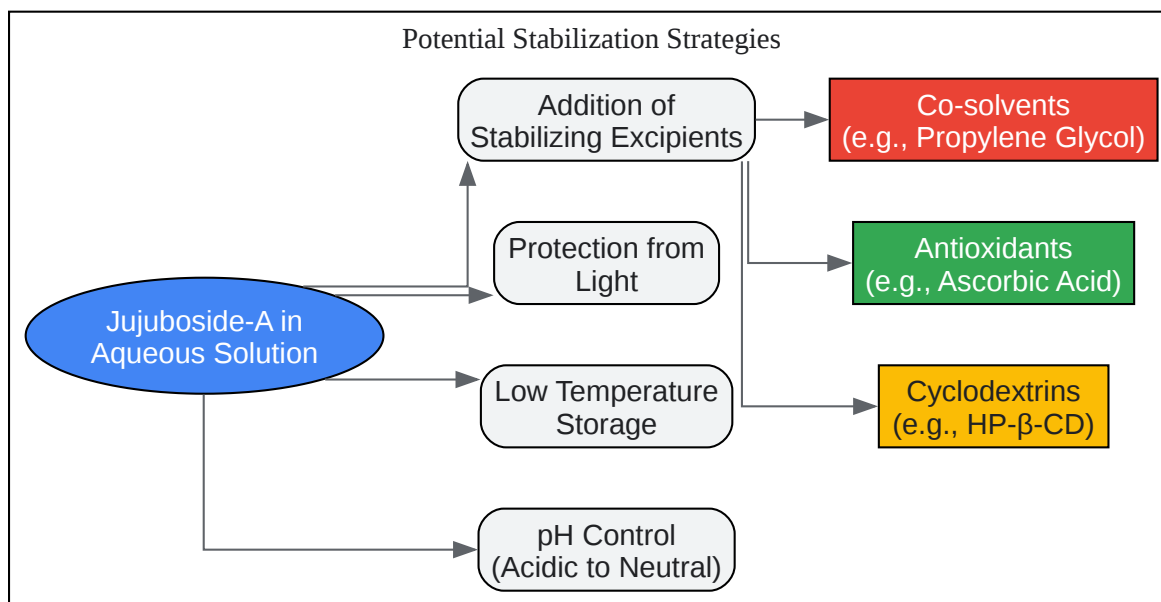 Potential Stabilization Strategies
Addition of
Stabilizing Excipients
Co-solvents
(e.g., Propylene Glycol)
Protection from
Light
Antioxidants
(e.g., Ascorbic Acid)
Jujuboside-A in
Aqueous Solution
Low Temperature
Storage
Cyclodextrins
(e.g., HP-β-CD)
pH Control
(Acidic to Neutral)